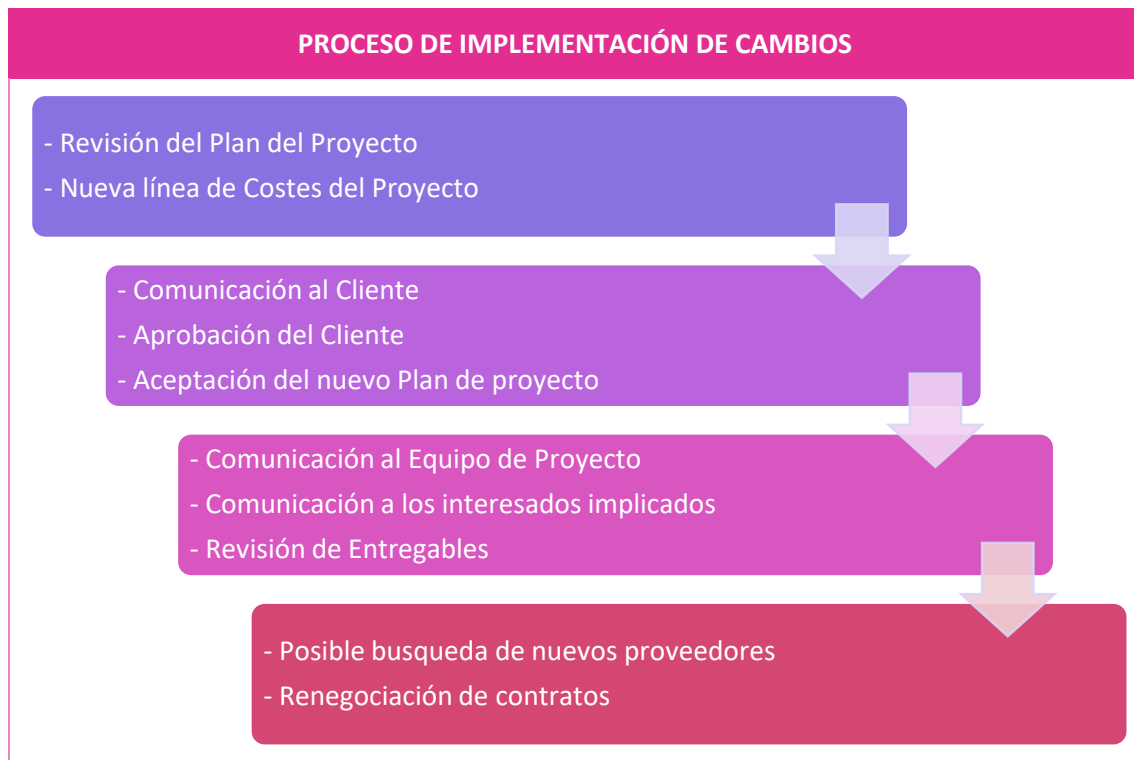 PROCESO DE IMPLEMENTACIÓN DE CAMBIOS
- Revisión del Plan del Proyecto
- Nueva línea de Costes del Proyecto
- Comunicación al Cliente
- Aprobación del Cliente
- Aceptación del nuevo Plan de proyecto
- Comunicación al Equipo de Proyecto
- Comunicación a los interesados implicados
- Revisión de Entregables
- Posible busqueda de nuevos proveedores
- Renegociación de contratos